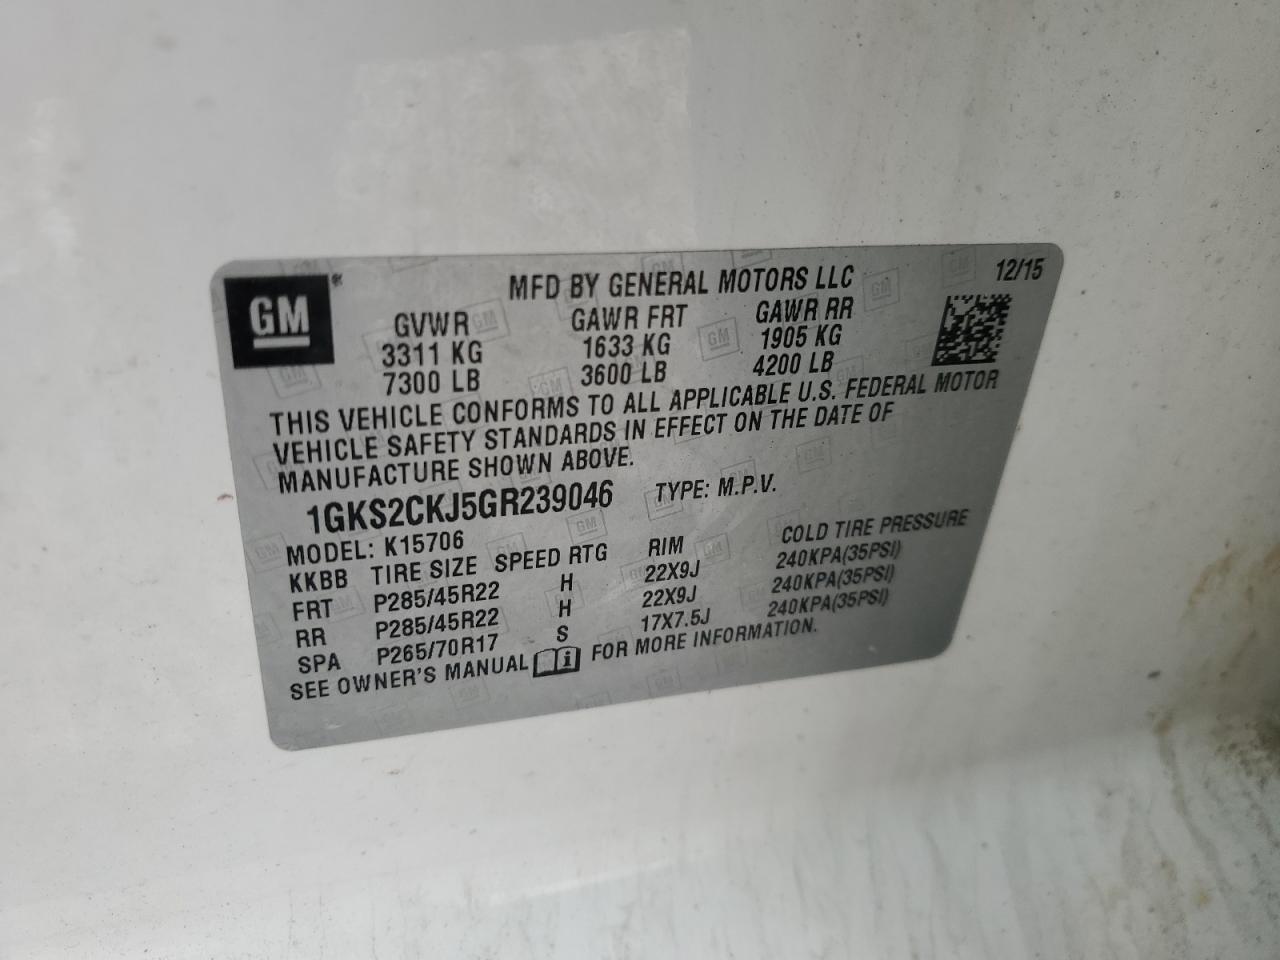 GM
MFD BY GENERAL MOTORS LLC 12/15
GVWR GAWR FRT GAWR RR
3311 KG 1633 KG 1905 KG
7300 LB 3600 LB 4200 LB
THIS VEHICLE CONFORMS TO ALL APPLICABLE U.S. FEDERAL MOTOR
VEHICLE SAFETY STANDARDS IN EFFECT ON THE DATE OF
MANUFACTURE SHOWN ABOVE.
1GKS2CKJ5GR239046 TYPE: M.P.V.
MODEL: K15706
KKBB TIRE SIZE SPEED RTG RIM COLD TIRE PRESSURE
FRT P285/45R22 H 22X9J 240KPA(35PSI)
RR P285/45R22 H 22X9J 240KPA(35PSI)
SPA P265/70R17 S 17X7.5J 240KPA(35PSI)
SEE OWNER'S MANUAL i FOR MORE INFORMATION.